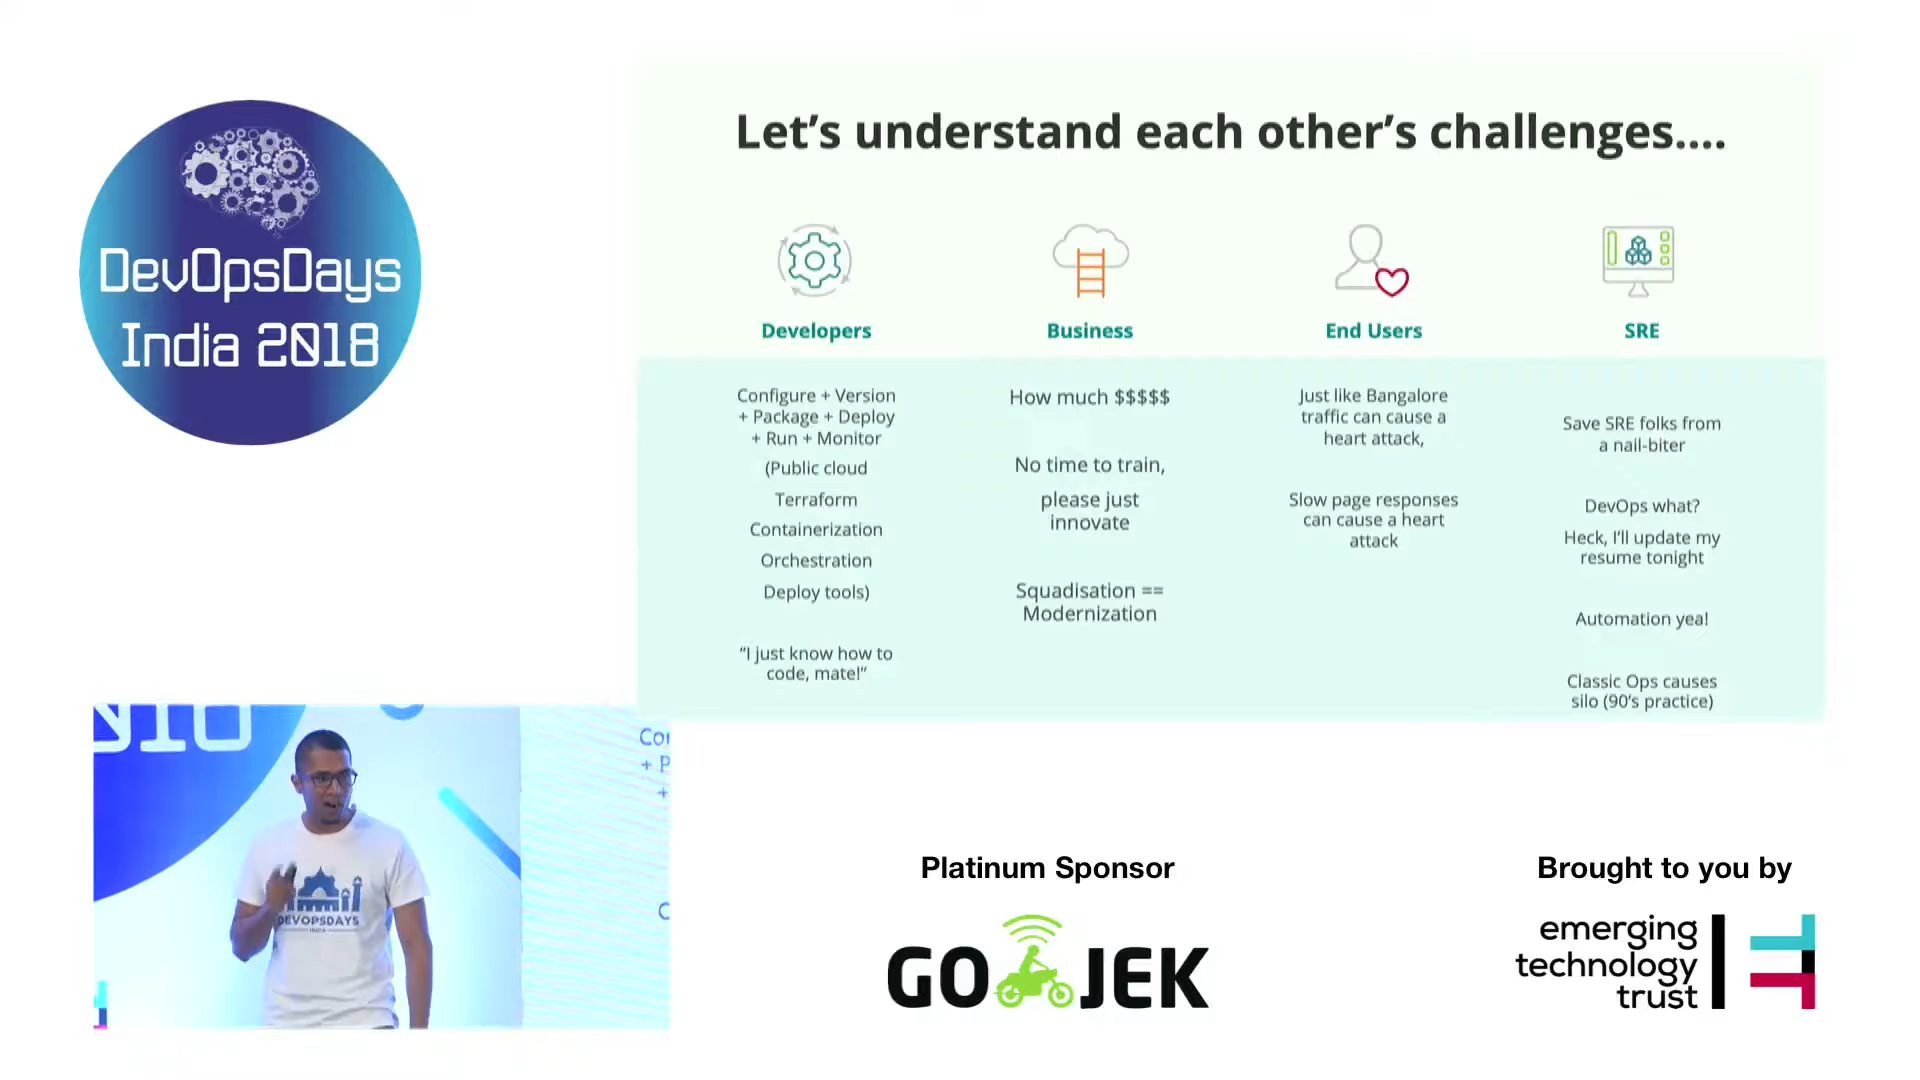 DevOpsDays
India 2018
Let's understand each other's challenges....
Developers
Configure + Version
+ Package + Deploy
+ Run + Monitor
(Public cloud
Terraform
Containerization
Orchestration
Deploy tools)
“I just know how to
code, mate!”
Business
How much $$$$$
No time to train,
please just
innovate
Squadisation ==
Modernization
End Users
Just like Bangalore
traffic can cause a
heart attack,
Slow page responses
can cause a heart
attack
SRE
Save SRE folks from
a nail-biter
DevOps what?
Heck, I'll update my
resume tonight
Automation yea!
Classic Ops causes
silo (90's practice)
DEVOPSDAYS
INDIA
Platinum Sponsor
GO JEK
Brought to you by
emerging
technology
trust